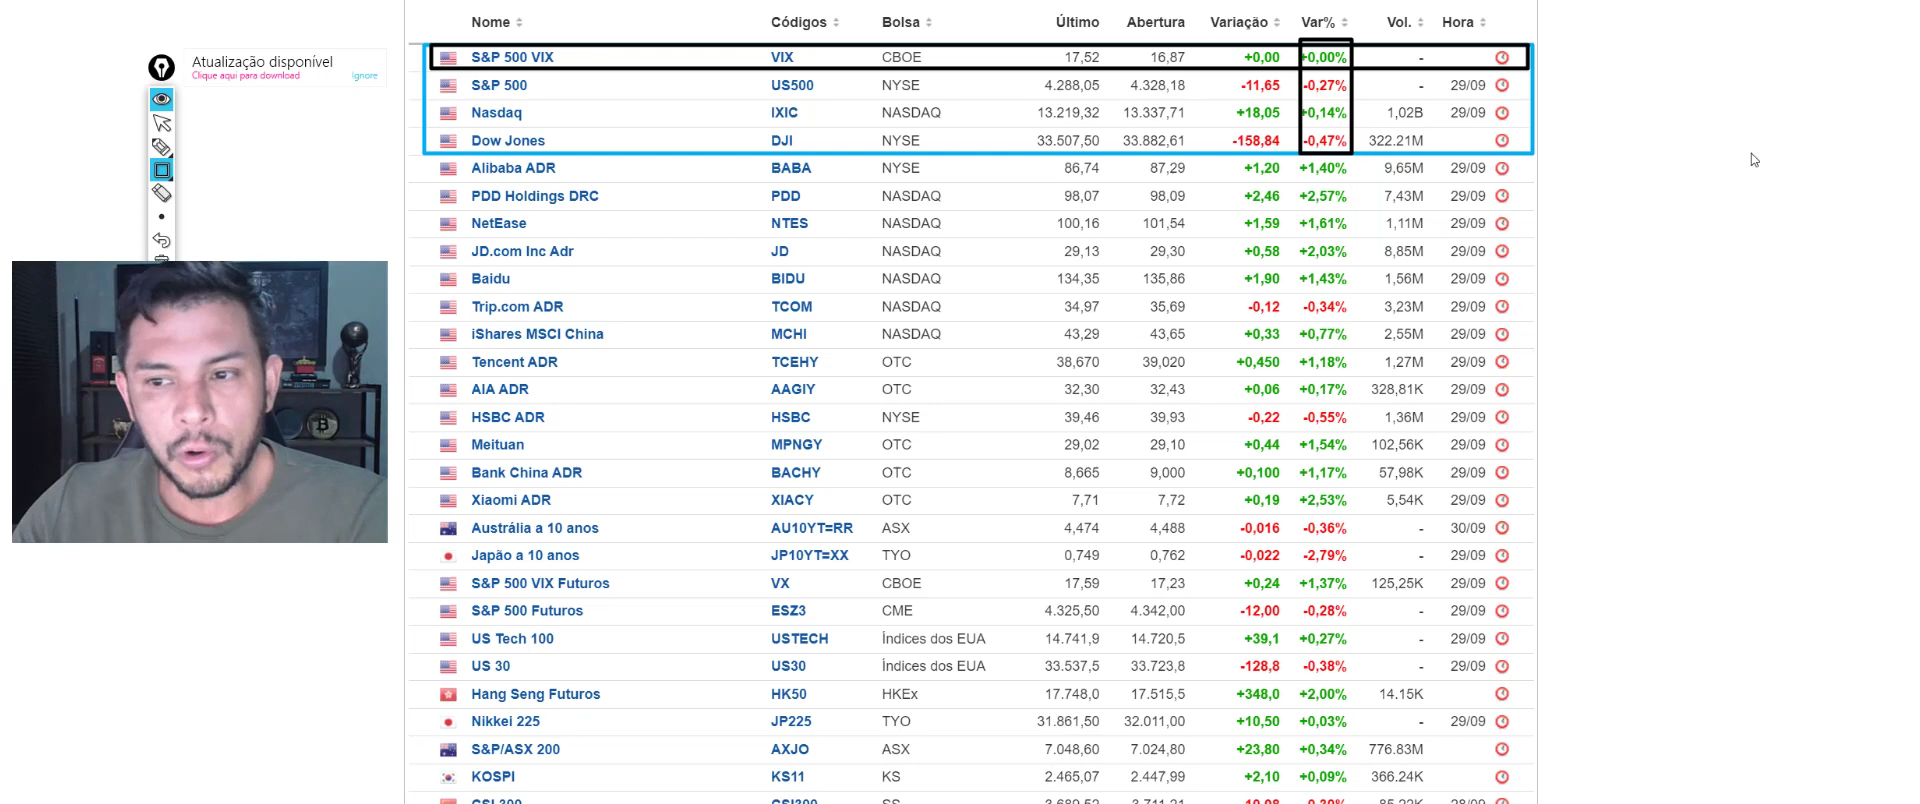 Nome Códigos Bolsa Último Abertura Variação Var% Vol. Hora
Atualização disponível
Clique aqui para download Ignore
S&P 500 VIX VIX CBOE 17,52 16,87 +0,00 +0,00% -
S&P 500 US500 NYSE 4.288,05 4.328,18 -11,65 -0,27% - 29/09
Nasdaq IXIC NASDAQ 13.219,32 13.337,71 +18,05 +0,14% 1,02B 29/09
Dow Jones DJI NYSE 33.507,50 33.882,61 -158,84 -0,47% 322.21M
Alibaba ADR BABA NYSE 86,74 87,29 +1,20 +1,40% 9,65M 29/09
PDD Holdings DRC PDD NASDAQ 98,07 98,09 +2,46 +2,57% 7,43M 29/09
NetEase NTES NASDAQ 100,16 101,54 +1,59 +1,61% 1,11M 29/09
JD.com Inc Adr JD NASDAQ 29,13 29,30 +0,58 +2,03% 8,85M 29/09
Baidu BIDU NASDAQ 134,35 135,86 +1,90 +1,43% 1,56M 29/09
Trip.com ADR TCOM NASDAQ 34,97 35,69 -0,12 -0,34% 3,23M 29/09
iShares MSCI China MCHI NASDAQ 43,29 43,65 +0,33 +0,77% 2,55M 29/09
Tencent ADR TCEHY OTC 38,670 39,020 +0,450 +1,18% 1,27M 29/09
AIA ADR AAGIY OTC 32,30 32,43 +0,06 +0,17% 328,81K 29/09
HSBC ADR HSBC NYSE 39,46 39,93 -0,22 -0,55% 1,36M 29/09
Meituan MPNGY OTC 29,02 29,10 +0,44 +1,54% 102,56K 29/09
Bank China ADR BACHY OTC 8,665 9,000 +0,100 +1,17% 57,98K 29/09
Xiaomi ADR XIACY OTC 7,71 7,72 +0,19 +2,53% 5,54K 29/09
Austrália a 10 anos AU10YT=RR ASX 4,474 4,488 -0,016 -0,36% - 30/09
Japão a 10 anos JP10YT=XX TYO 0,749 0,762 -0,022 -2,79% 29/09
S&P 500 VIX Futuros VX CBOE 17,59 17,23 +0,24 +1,37% 125,25K 29/09
S&P 500 Futuros ESZ3 CME 4.325,50 4.342,00 -12,00 -0,28% - 29/09
US Tech 100 USTECH Índices dos EUA 14.741,9 14.720,5 +39,1 +0,27% - 29/09
US 30 US30 Índices dos EUA 33.537,5 33.723,8 -128,8 -0,38% - 29/09
Hang Seng Futuros HK50 HKEx 17.748,0 17.515,5 +348,0 +2,00% 14.15K
Nikkei 225 JP225 TYO 31.861,50 32.011,00 +10,50 +0,03% - 29/09
S&P/ASX 200 AXJO ASX 7.048,60 7.024,80 +23,80 +0,34% 776.83M
KOSPI KS11 KS 2.465,07 2.447,99 +2,10 +0,09% 366.24K